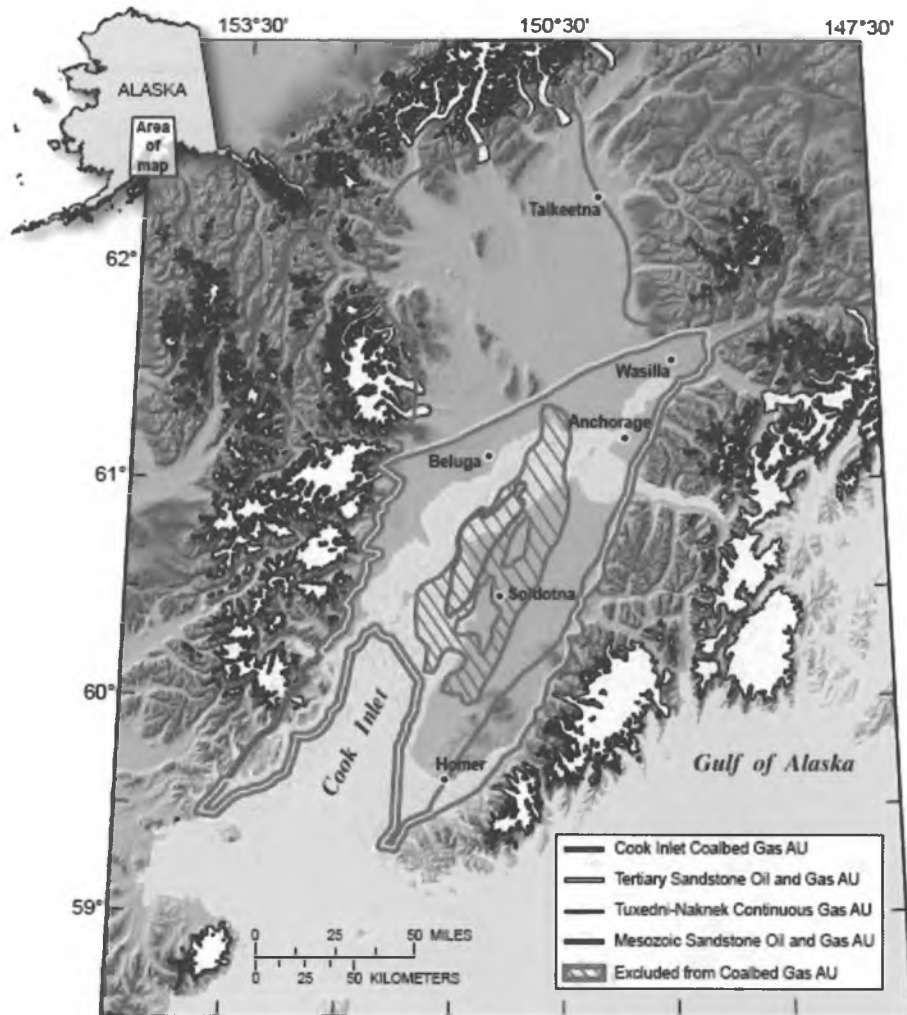 153°30' 150°30' 147°30'
ALASKA
Area
of
map
Talkeetna
62°
Wasilla
Anchorage
Beluga
61°
Soldotna
60°
Cook Inlet
Homer
Gulf of Alaska
59°
0 25 50 MILES
0 25 50 KILOMETERS
Cook Inlet Coalbed Gas AU
Tertiary Sandstone Oil and Gas AU
Tuxedni-Naknek Continuous Gas AU
Mesozoic Sandstone Oil and Gas AU
Excluded from Coalbed Gas AU